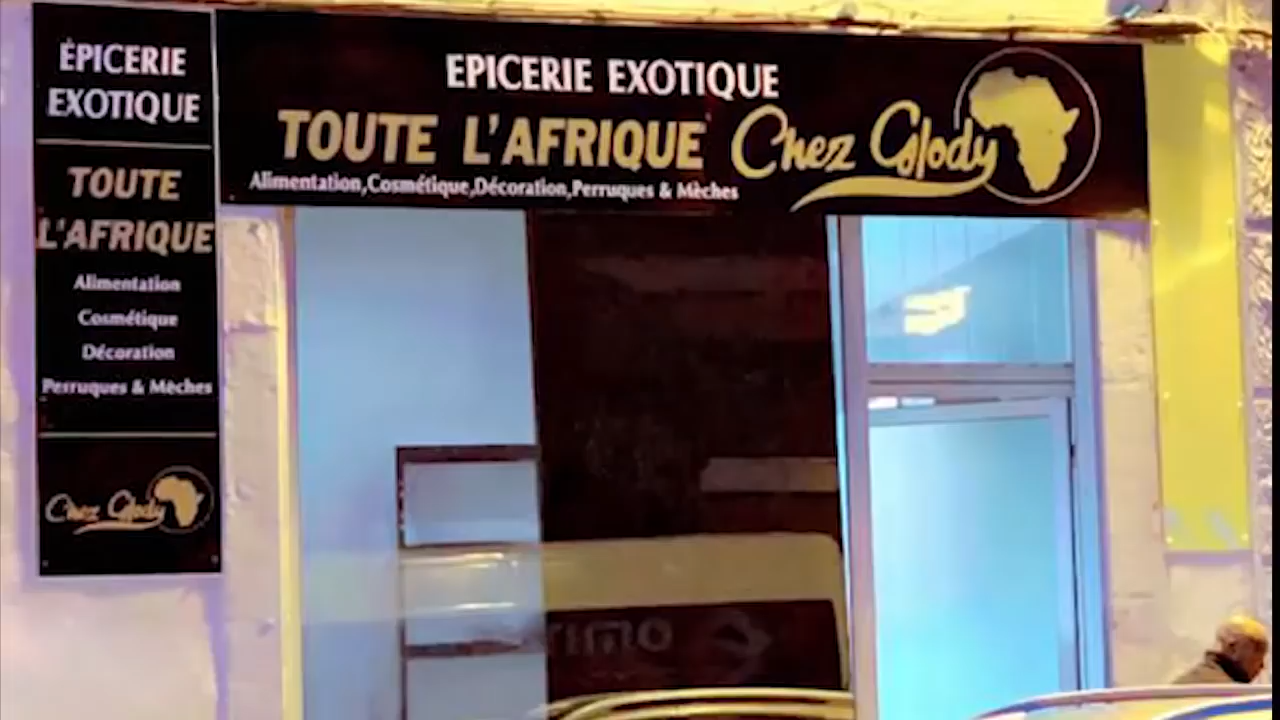 ÉPICERIE
EXOTIQUE
TOUTE
L'AFRIQUE
Alimentation
Cosmétique
Décoration
Perruques & Mèches
Chez Glody
EPICERIE EXOTIQUE
TOUTE L'AFRIQUE Chez Glody
Alimentation,Cosmétique,Décoration,Perruques & Mèches